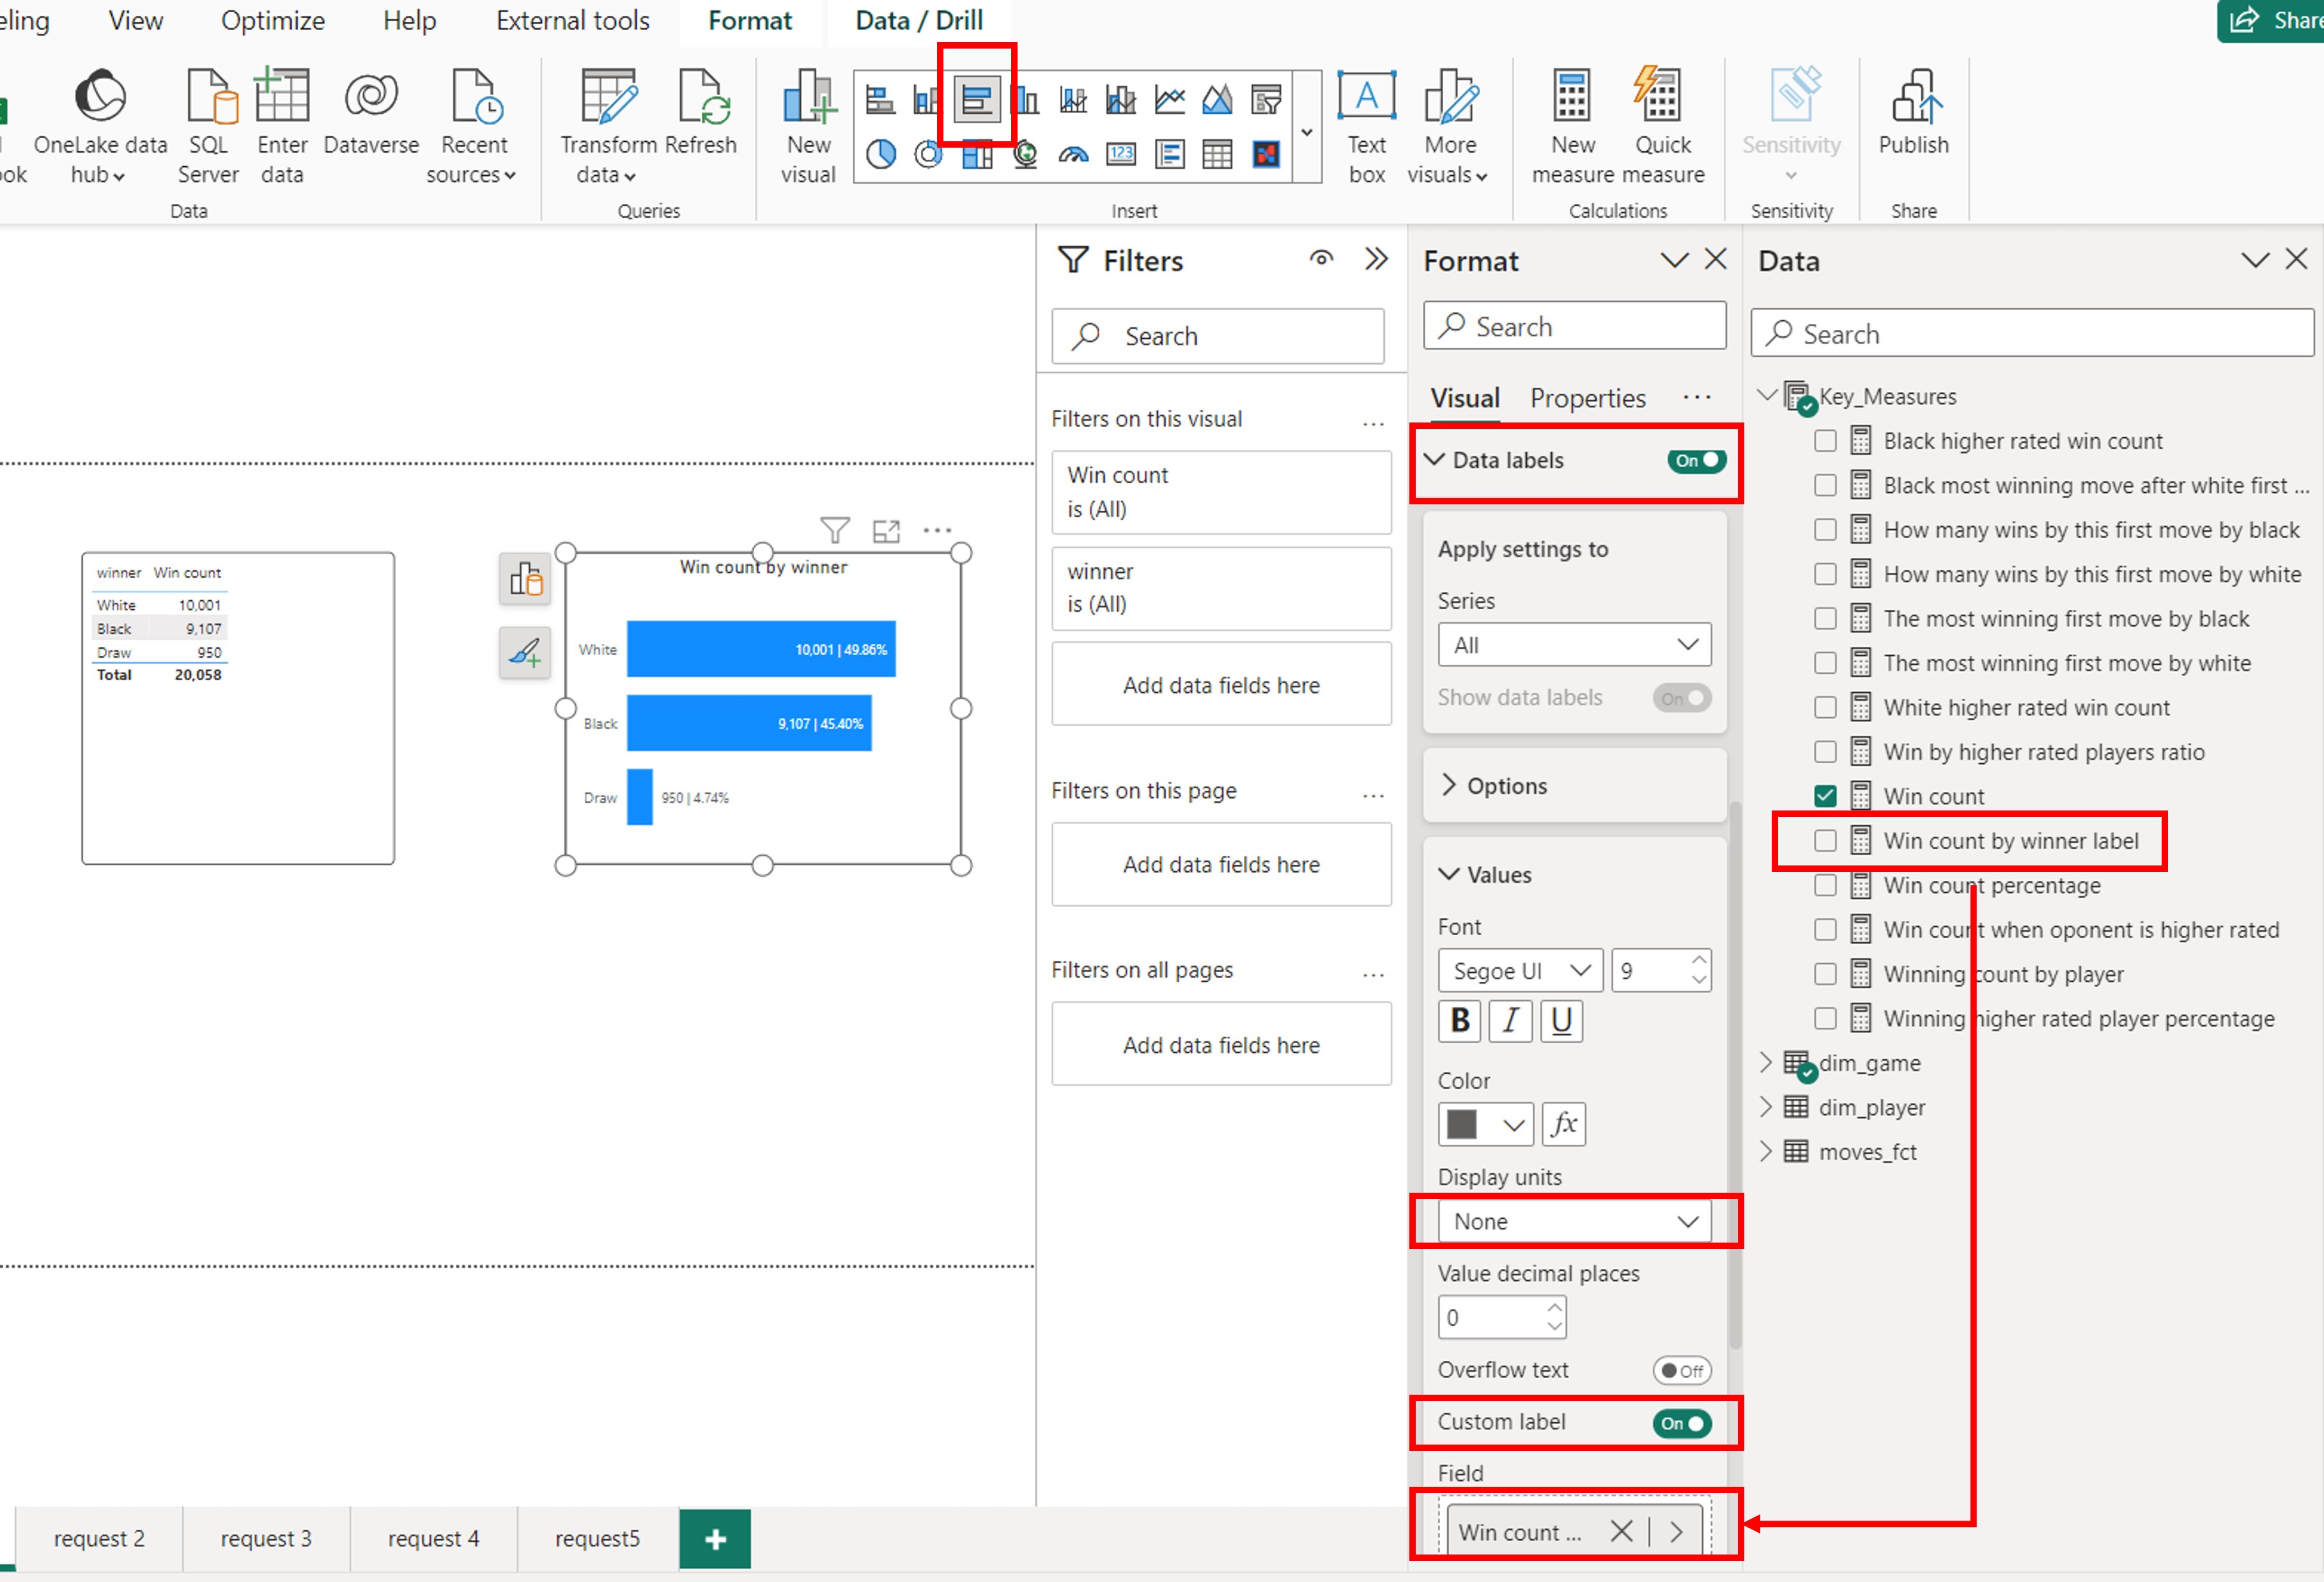 eling View Optimize Help External tools Format Data / Drill Share
ook
OneLake data hub
SQL Server
Enter data
Dataverse
Recent sources
Data
Transform data
Refresh
Queries
New visual
123
Insert
A
Text box
More visuals
New measure
Quick measure
Calculations
Sensitivity
Sensitivity
Publish
Share
winner Win count
White 10,001
Black 9,107
Draw 950
Total 20,058
Win count by winner
White 10,001 | 49.86%
Black 9,107 | 45.40%
Draw 950 | 4.74%
Filters
Search
Filters on this visual ...
Win count
is (All)
winner
is (All)
Add data fields here
Filters on this page ...
Add data fields here
Filters on all pages ...
Add data fields here
Format
Search
Visual Properties ...
Data labels On
Apply settings to
Series
All
Show data labels On
Options
Values
Font
Segoe UI 9
B I U
Color
fx
Display units
None
Value decimal places
0
Overflow text Off
Custom label On
Field
Win count ...
Data
Search
Key_Measures
Black higher rated win count
Black most winning move after white first ...
How many wins by this first move by black
How many wins by this first move by white
The most winning first move by black
The most winning first move by white
White higher rated win count
Win by higher rated players ratio
Win count
Win count by winner label
Win count percentage
Win count when oponent is higher rated
Winning count by player
Winning higher rated player percentage
dim_game
dim_player
moves_fct
request 2 request 3 request 4 request5 +